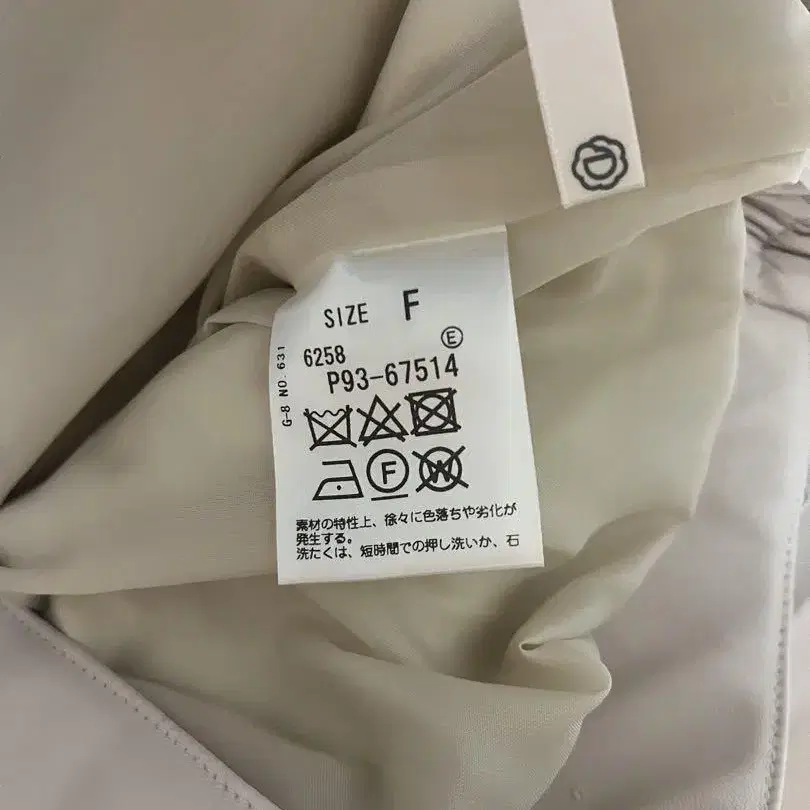 SIZE F
6258 Ⓔ
P93-67514
G-8 NO.631
F
W
素材の特性上、徐々に色落ちや劣化が
発生する。
洗たくは、短時間での押し洗いか、石